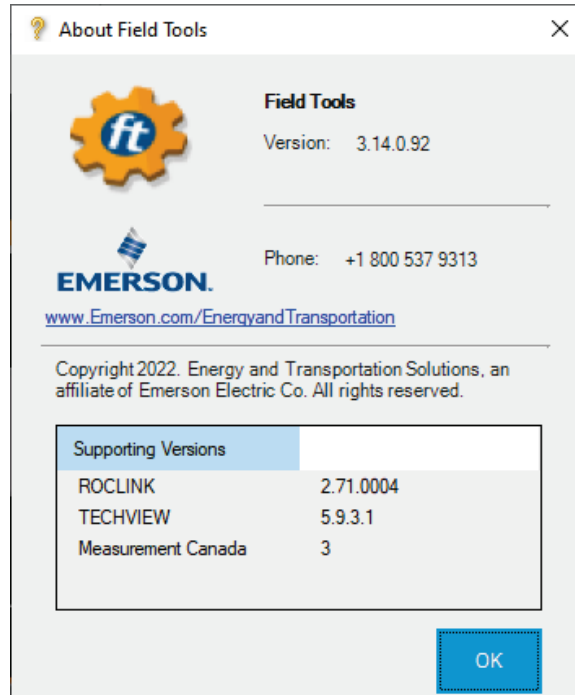 About Field Tools
ft
Field Tools
Version: 3.14.0.92
EMERSON.
Phone: +1 800 537 9313
www.Emerson.com/EnergyandTransportation
Copyright 2022. Energy and Transportation Solutions, an
affiliate of Emerson Electric Co. All rights reserved.
Supporting Versions
ROCLINK 2.71.0004
TECHVIEW 5.9.3.1
Measurement Canada 3
OK